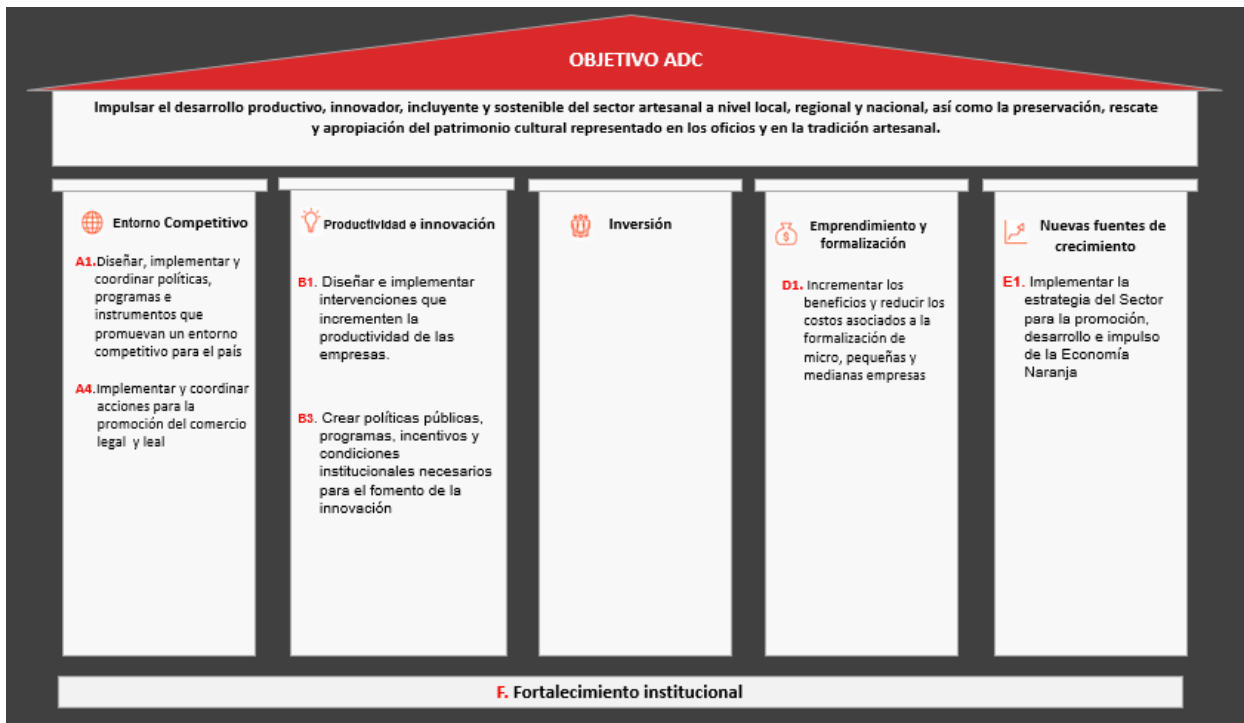 OBJETIVO ADC
Impulsar el desarrollo productivo, innovador, incluyente y sostenible del sector artesanal a nivel local, regional y nacional, así como la preservación, rescate
y apropiación del patrimonio cultural representado en los oficios y en la tradición artesanal.
Entorno Competitivo
A1.Diseñar, implementar y
coordinar políticas,
programas e
instrumentos que
promuevan un entorno
competitivo para el país
A4.Implementar y coordinar
acciones para la
promoción del comercio
legal y leal
Productividad e innovación
B1. Diseñar e implementar
intervenciones que
incrementen la
productividad de las
empresas.
B3. Crear políticas públicas,
programas, incentivos y
condiciones
institucionales necesarios
para el fomento de la
innovación
Inversión
Emprendimiento y
formalización
D1. Incrementar los
beneficios y reducir los
costos asociados a la
formalización de
micro, pequeñas y
medianas empresas
Nuevas fuentes de
crecimiento
E1. Implementar la
estrategia del Sector
para la promoción,
desarrollo e impulso
de la Economía
Naranja
F. Fortalecimiento institucional